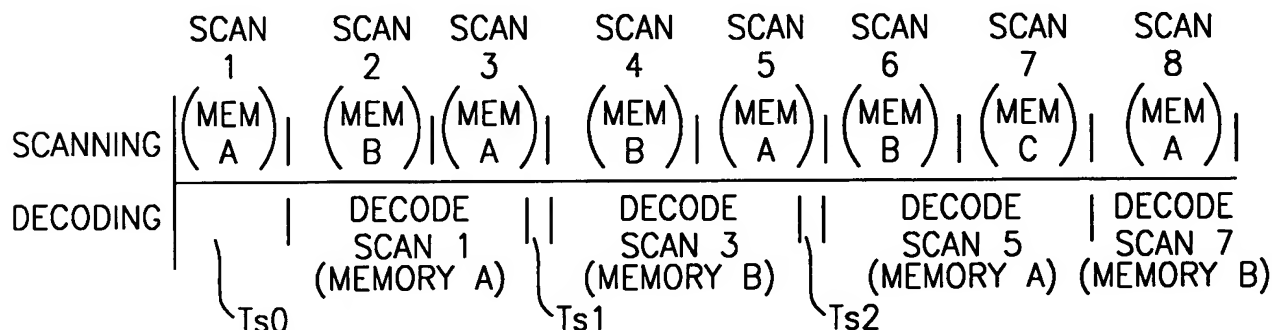 SCAN SCAN SCAN SCAN SCAN SCAN SCAN SCAN
1 2 3 4 5 6 7 8
SCANNING (MEM A) (MEM B) (MEM A) (MEM B) (MEM A) (MEM B) (MEM C) (MEM A)
DECODING DECODE DECODE DECODE DECODE
SCAN 1 SCAN 3 SCAN 5 SCAN 7
(MEMORY A) (MEMORY B) (MEMORY A) (MEMORY B)
Ts0 Ts1 Ts2